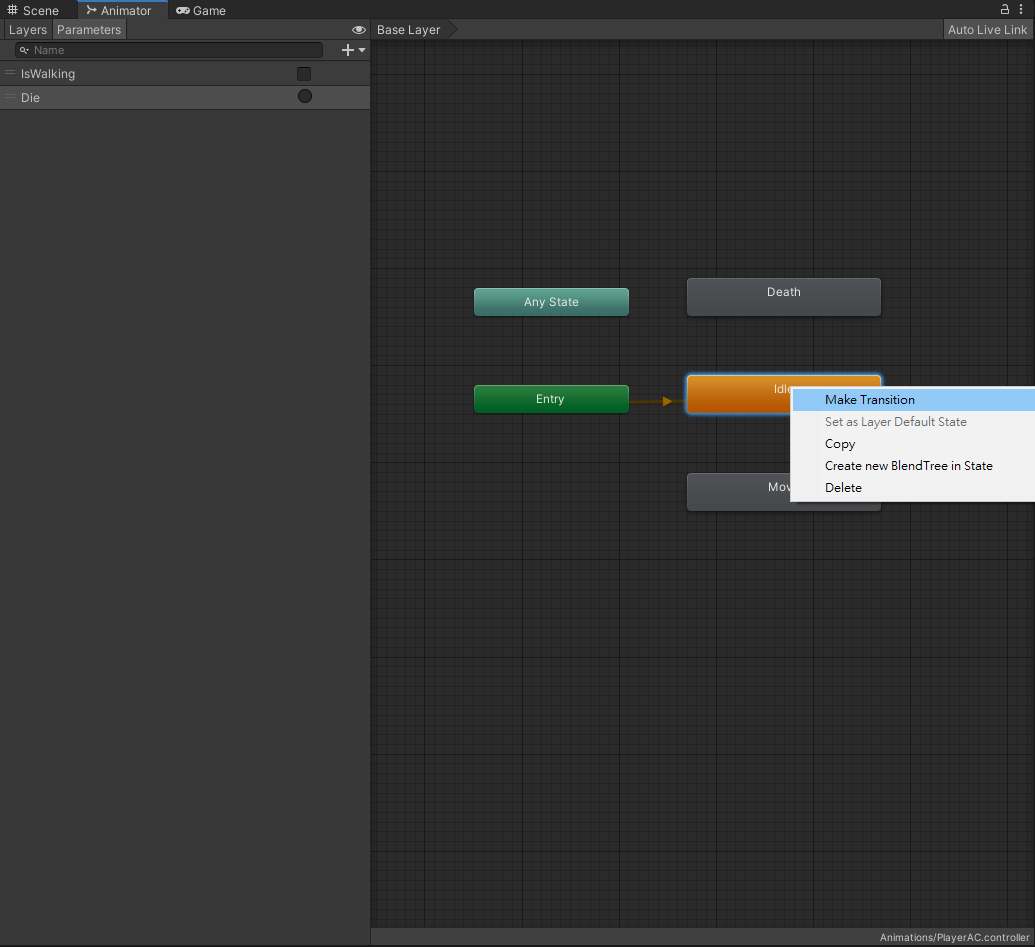 Scene Animator Game
Layers Parameters Base Layer Auto Live Link
Name
IsWalking
Die
Any State
Death
Entry
Idle
Make Transition
Set as Layer Default State
Copy
Create new BlendTree in State
Delete
Mov
Animations/PlayerAC.controller